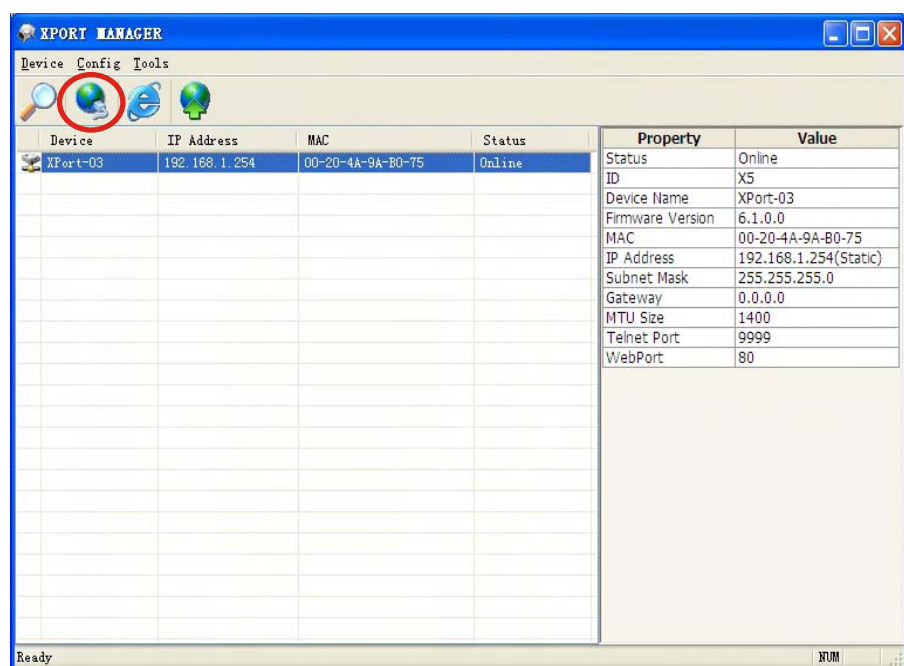 XPORT MANAGER
Device Config Tools
Device IP Address MAC Status
XPort-03 192.168.1.254 00-20-4A-9A-B0-75 Online
Property Value
Status Online
ID X5
Device Name XPort-03
Firmware Version 6.1.0.0
MAC 00-20-4A-9A-B0-75
IP Address 192.168.1.254(Static)
Subnet Mask 255.255.255.0
Gateway 0.0.0.0
MTU Size 1400
Telnet Port 9999
WebPort 80
Ready NUM